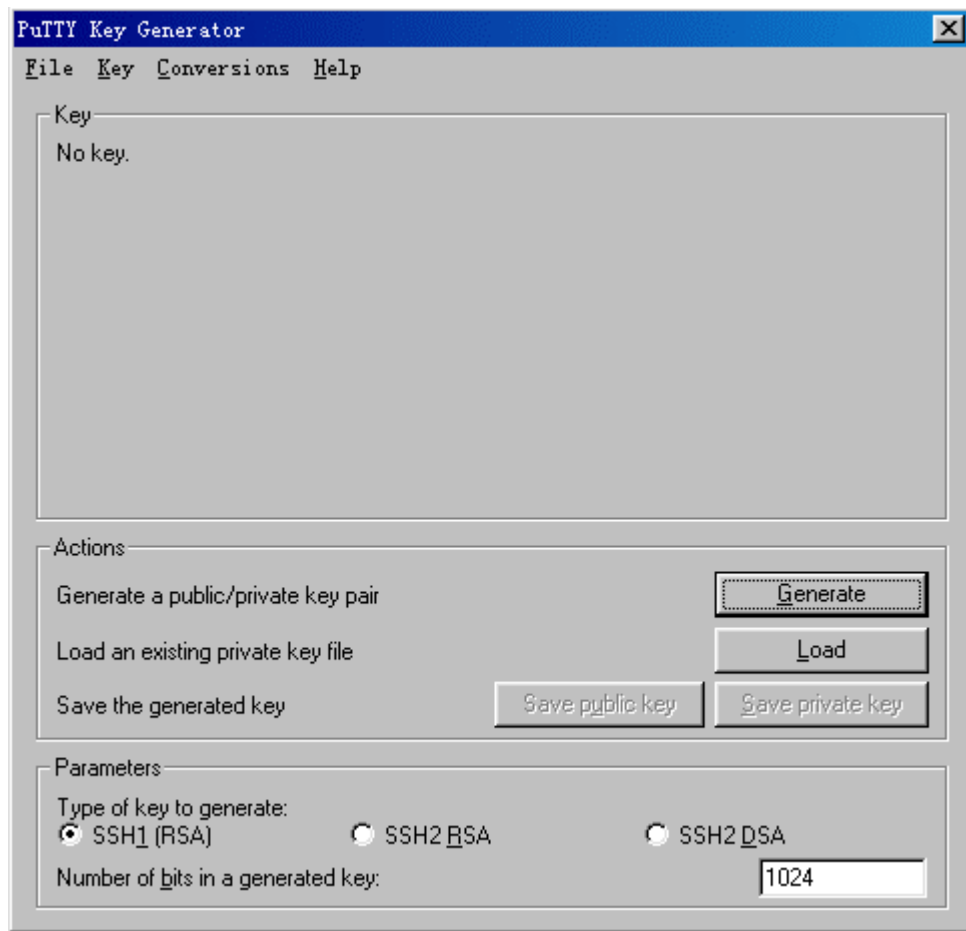 PuTTY Key Generator
File Key Conversions Help
Key
No key.
Actions
Generate a public/private key pair
Generate
Load an existing private key file
Load
Save the generated key
Save public key
Save private key
Parameters
Type of key to generate:
SSH1 (RSA)
SSH2 RSA
SSH2 DSA
Number of bits in a generated key:
1024